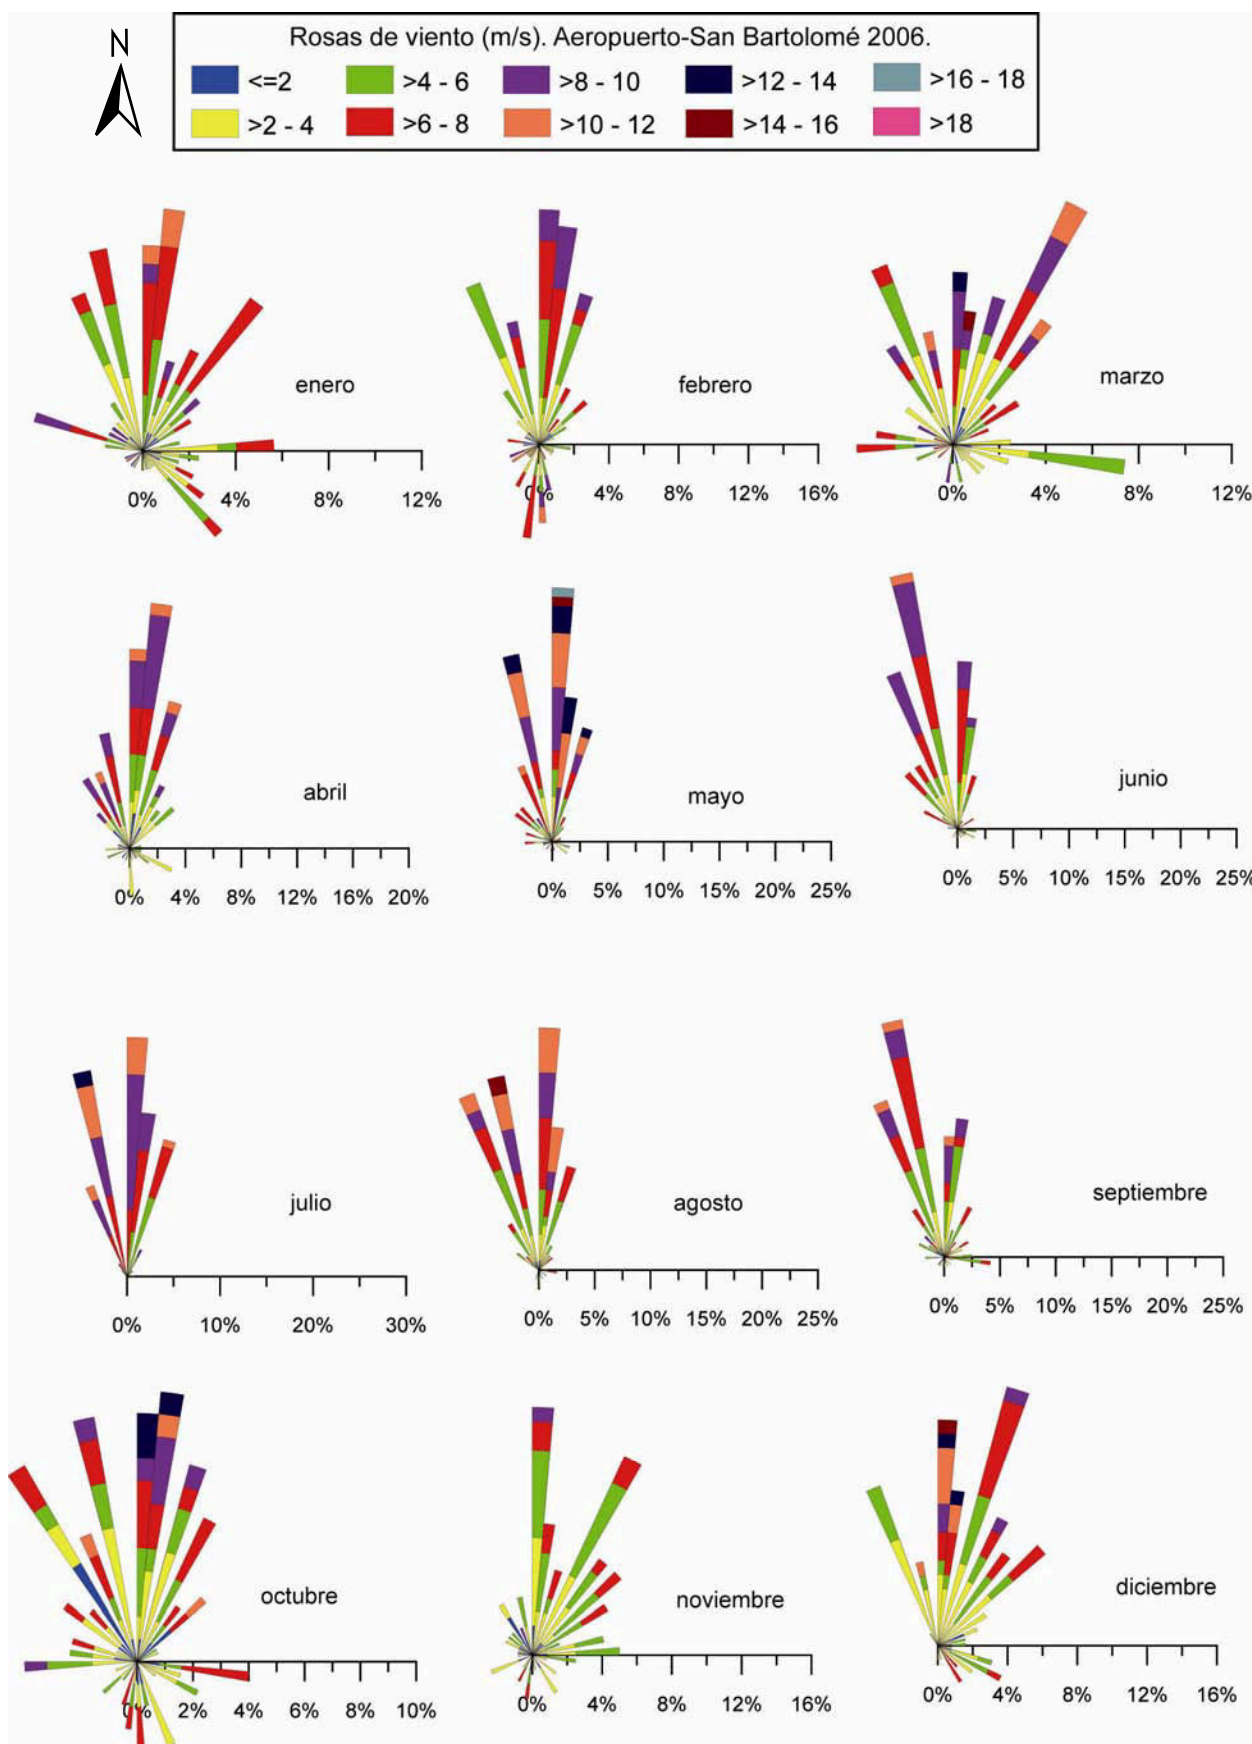 N
Rosas de viento (m/s). Aeropuerto-San Bartolomé 2006.
<=2 >4 - 6 >8 - 10 >12 - 14 >16 - 18
>2 - 4 >6 - 8 >10 - 12 >14 - 16 >18
enero febrero marzo
0% 4% 8% 12% 0% 4% 8% 12% 16% 0% 4% 8% 12%
abril mayo junio
0% 4% 8% 12% 16% 20% 0% 5% 10% 15% 20% 25% 0% 5% 10% 15% 20% 25%
julio agosto septiembre
0% 10% 20% 30% 0% 5% 10% 15% 20% 25% 0% 5% 10% 15% 20% 25%
octubre noviembre diciembre
0% 2% 4% 6% 8% 10% 0% 4% 8% 12% 16% 0% 4% 8% 12% 16%